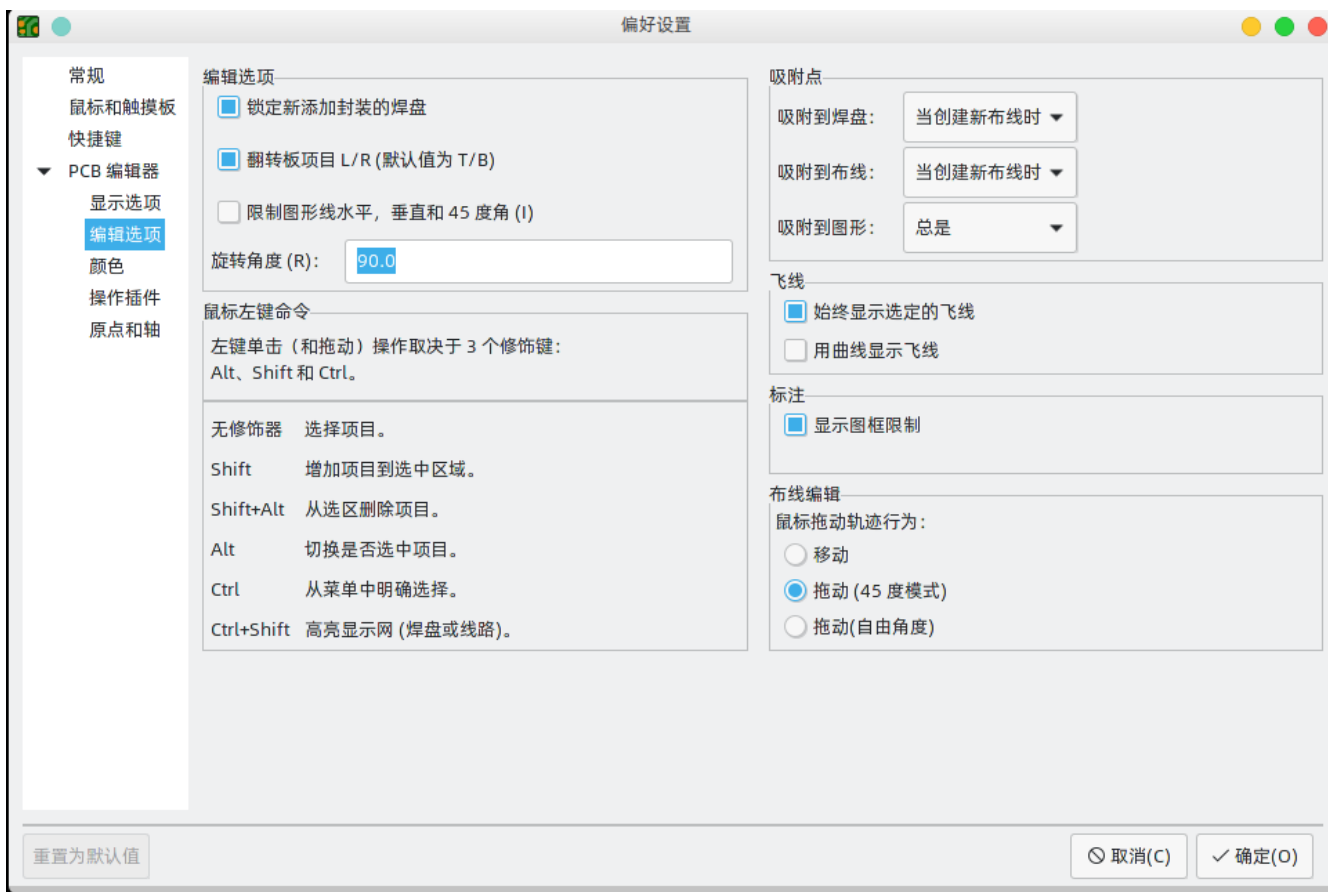 偏好设置
常规
鼠标和触摸板
快捷键
PCB 编辑器
显示选项
编辑选项
颜色
操作插件
原点和轴
编辑选项
锁定新添加封装的焊盘
翻转板项目 L/R (默认值为 T/B)
限制图形线水平，垂直和 45 度角 (I)
旋转角度 (R)： 90.0
鼠标左键命令
左键单击（和拖动）操作取决于 3 个修饰键：
Alt、Shift 和 Ctrl。
无修饰器 选择项目。
Shift 增加项目到选中区域。
Shift+Alt 从选区删除项目。
Alt 切换是否选中项目。
Ctrl 从菜单中明确选择。
Ctrl+Shift 高亮显示网 (焊盘或线路)。
吸附点
吸附到焊盘： 当创建新布线时
吸附到布线： 当创建新布线时
吸附到图形： 总是
飞线
始终显示选定的飞线
用曲线显示飞线
标注
显示图框限制
布线编辑
鼠标拖动轨迹行为：
移动
拖动 (45 度模式)
拖动(自由角度)
重置为默认值
取消(C)
确定(O)